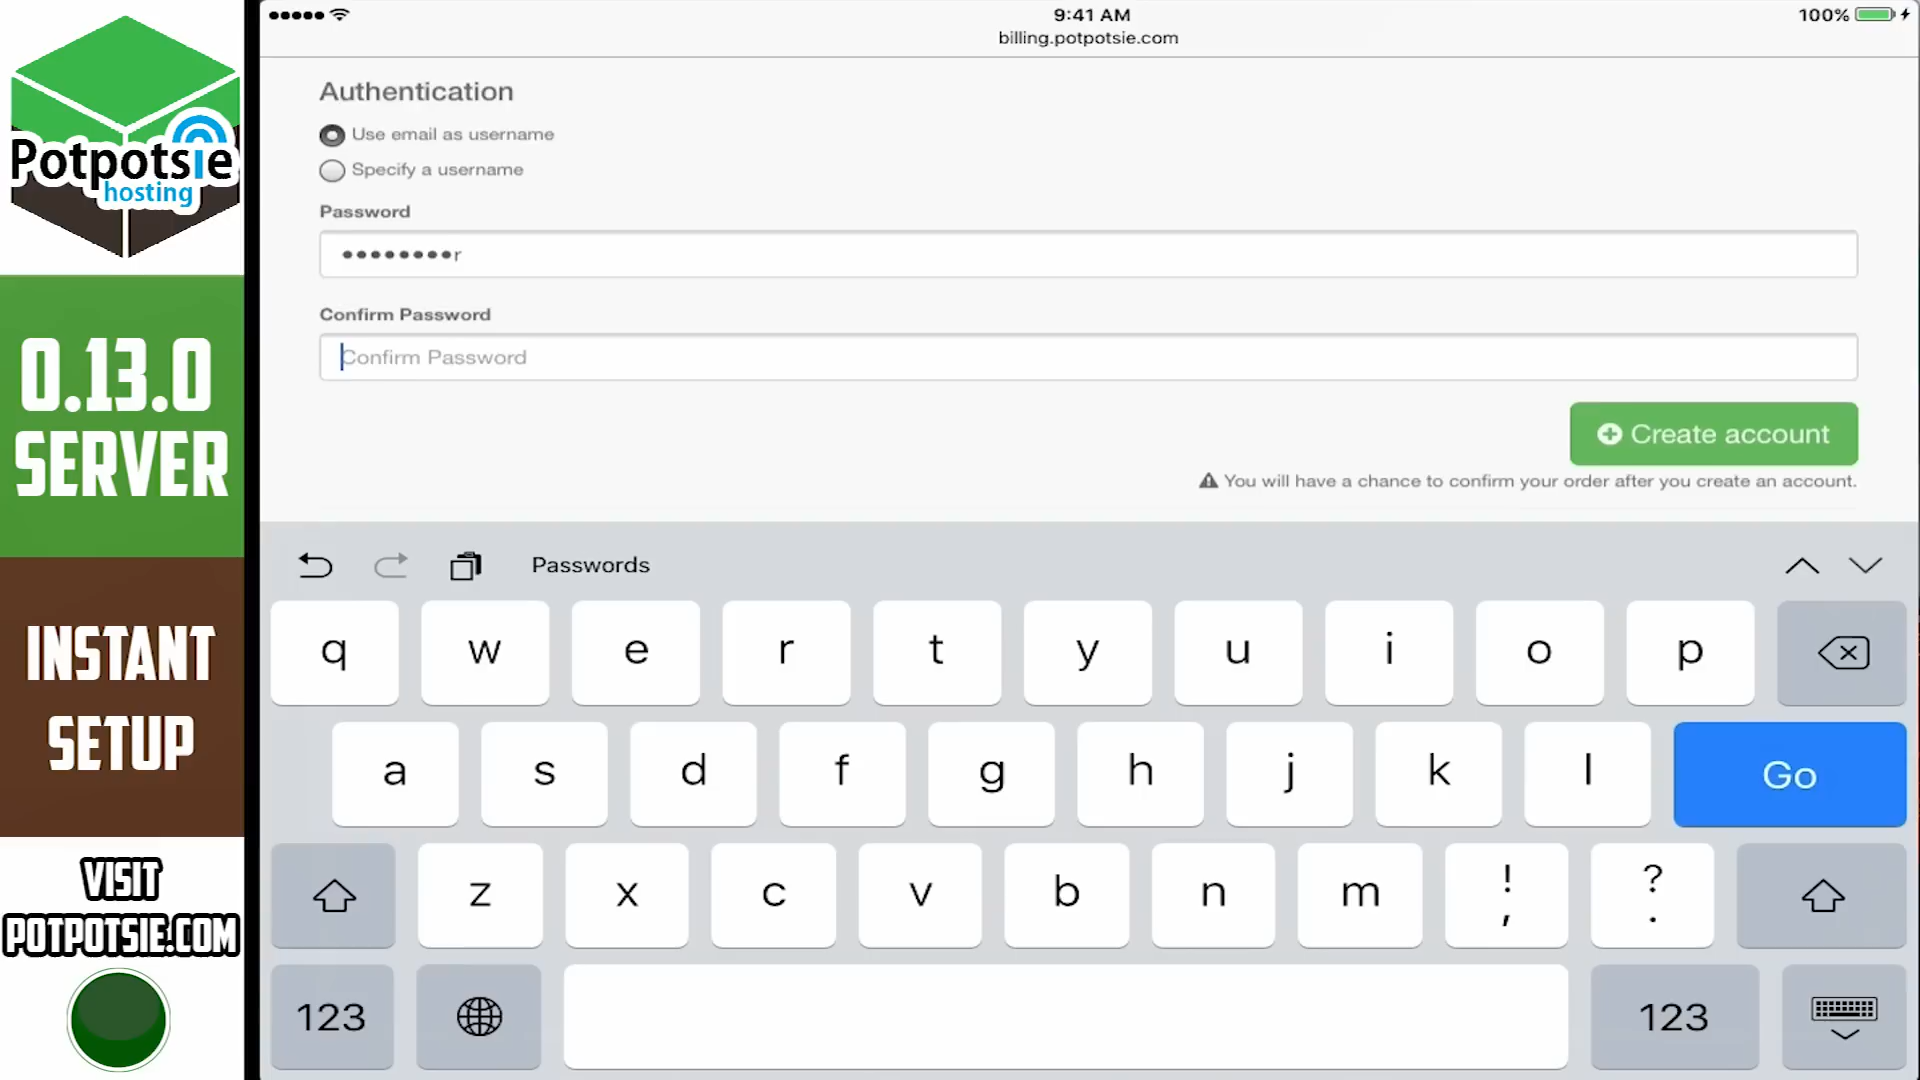 Potpotsie
hosting
0.13.0
SERVER
INSTANT
SETUP
VISIT
POTPOTSIE.COM
9:41 AM
100%
billing.potpotsie.com
Authentication
Use email as username
Specify a username
Password
••••••••r
Confirm Password
Confirm Password
Create account
You will have a chance to confirm your order after you create an account.
Passwords
q w e r t y u i o p
a s d f g h j k l Go
z x c v b n m ! , ? .
123 123